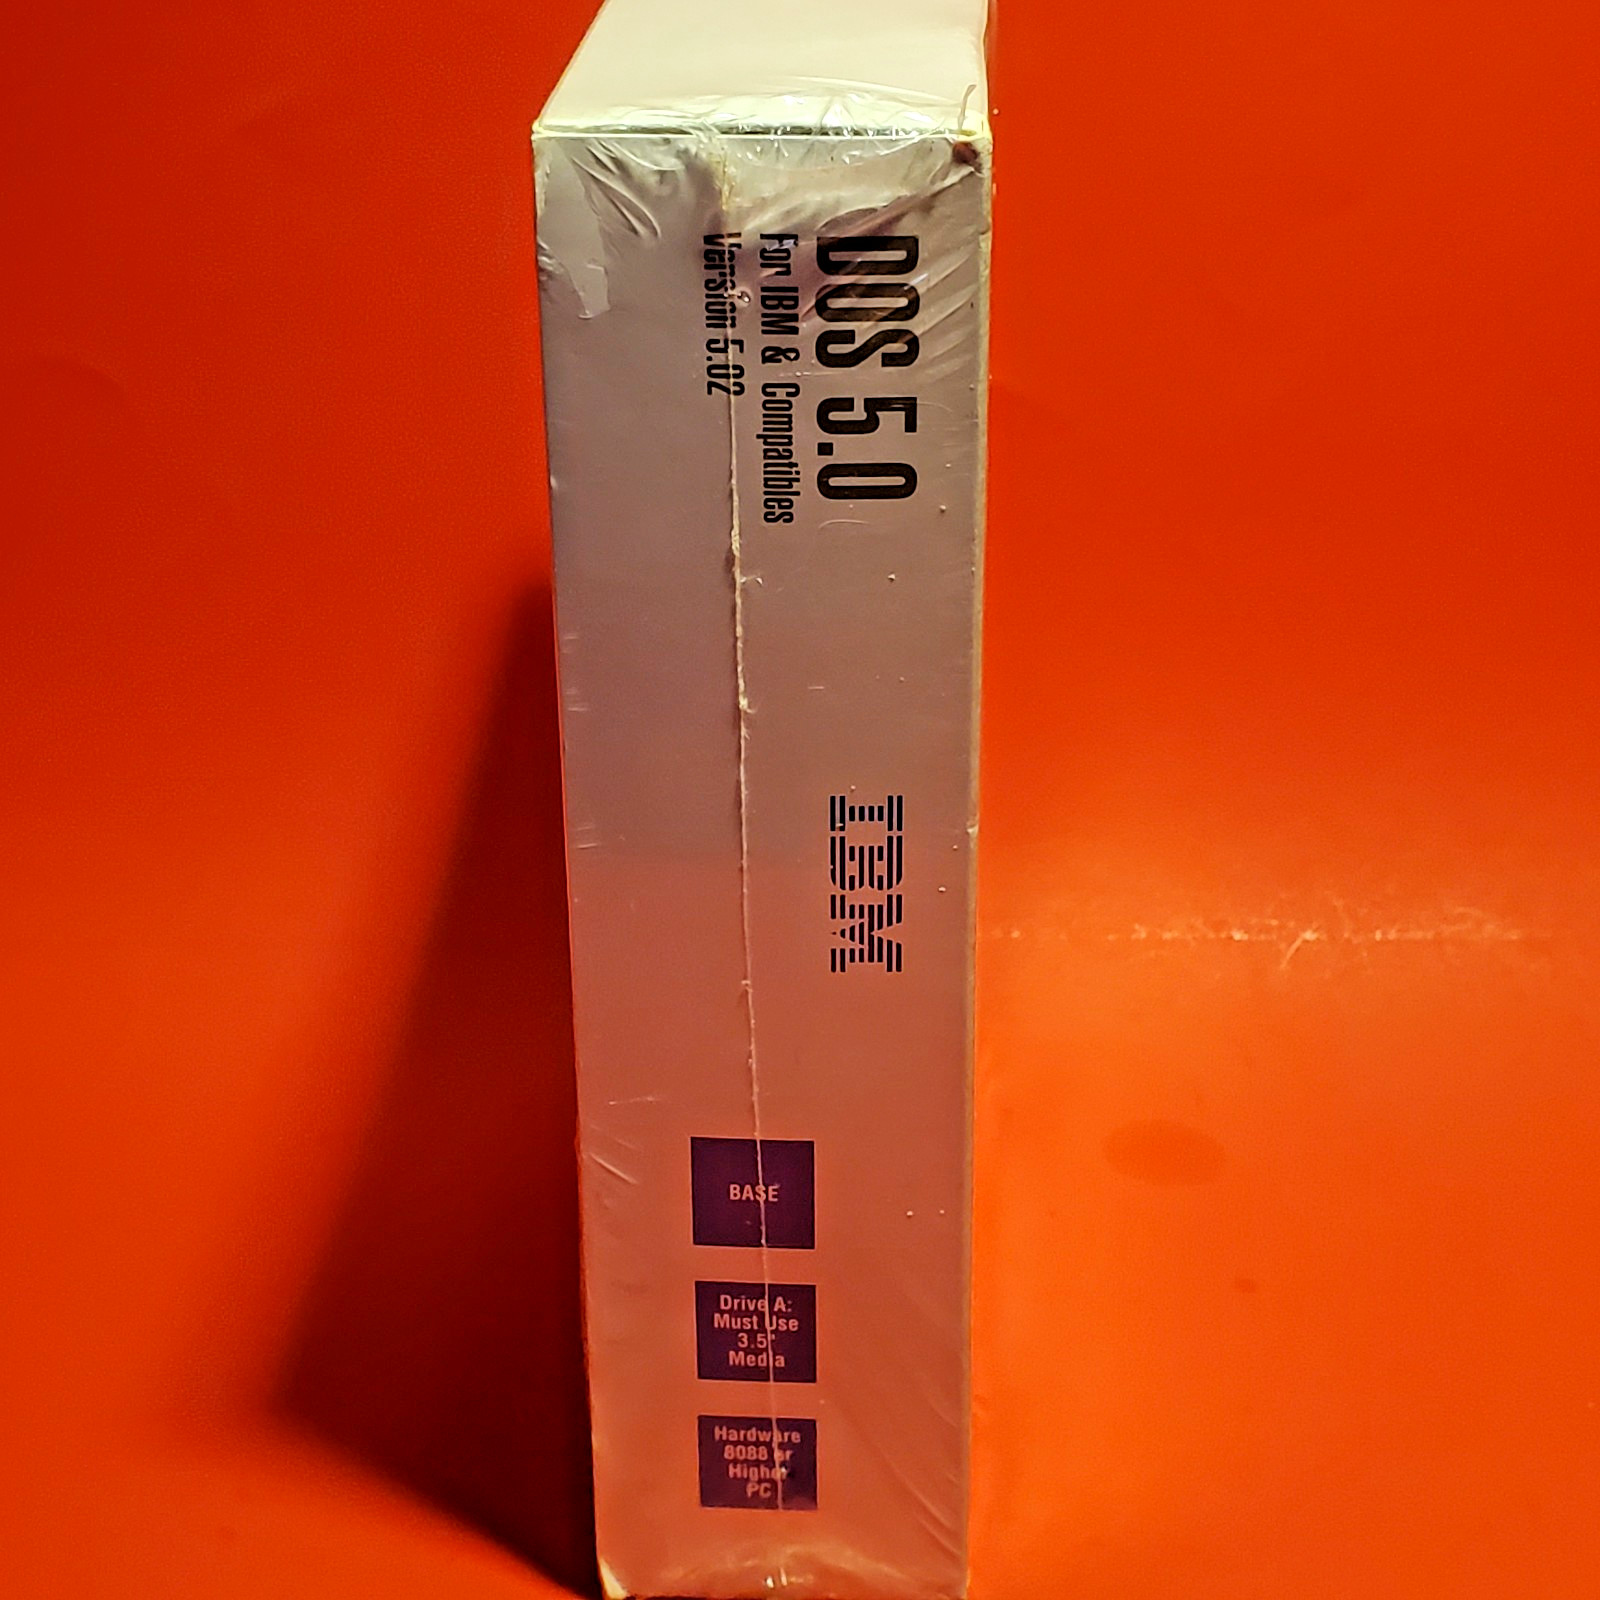 DOS 5.0
For IBM & Compatibles
Version 5.02
IBM
BASE
Drive A:
Must Use
3.5"
Media
Hardware
8088 or
Higher
PC